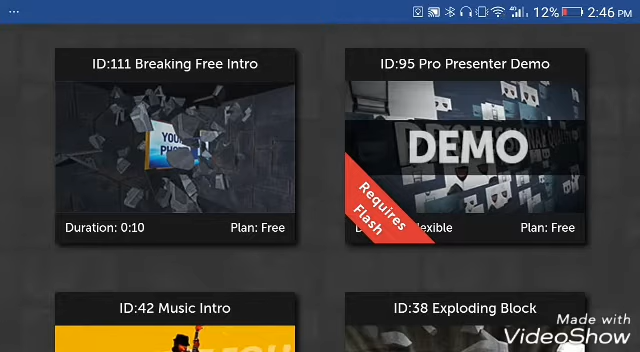 ... 12% 2:46 PM
ID:111 Breaking Free Intro
ID:95 Pro Presenter Demo
YOUR
DEMO
Requires
Flash
Duration: 0:10
Plan: Free
Plan: Free
ID:42 Music Intro
ID:38 Exploding Block
Made with
VideoShow